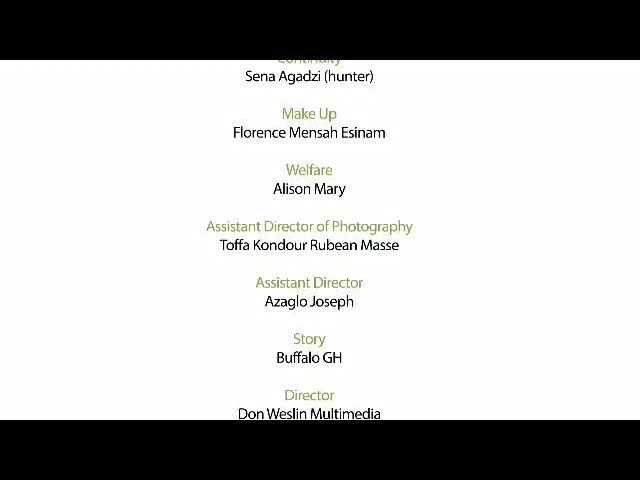 Continuity
Sena Agadzi (hunter)
Make Up
Florence Mensah Esinam
Welfare
Alison Mary
Assistant Director of Photography
Toffa Kondour Rubean Masse
Assistant Director
Azaglo Joseph
Story
Buffalo GH
Director
Don Weslin Multimedia